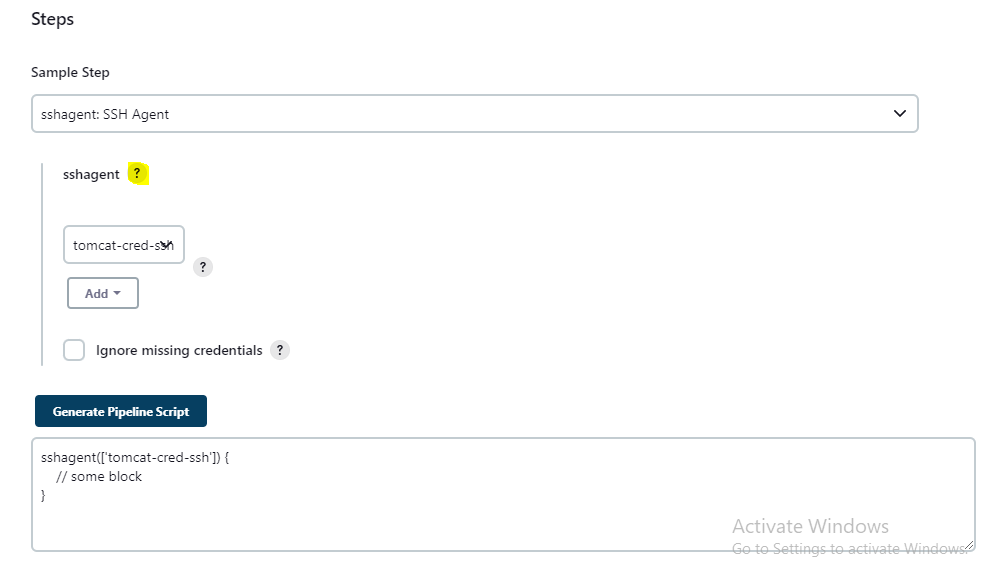 Steps
Sample Step
sshagent: SSH Agent
sshagent ?
tomcat-cred-ssh
?
Add
Ignore missing credentials ?
Generate Pipeline Script
sshagent(['tomcat-cred-ssh']) {
    // some block
}
Activate Windows
Go to Settings to activate Windows.